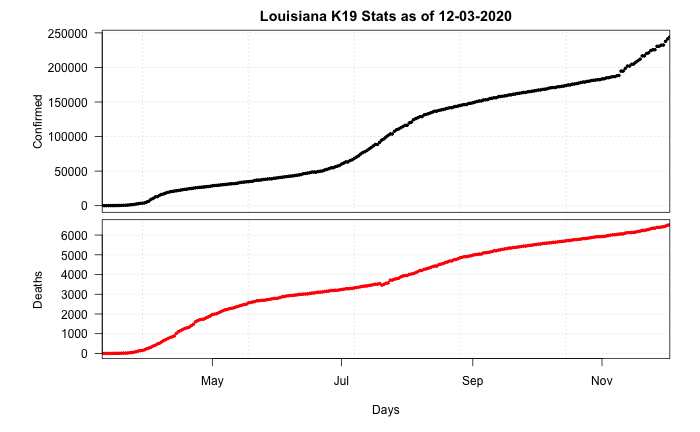 Louisiana K19 Stats as of 12-03-2020
250000
200000
150000
100000
50000
0
Confirmed
6000
5000
4000
3000
2000
1000
0
Deaths
May
Jul
Sep
Nov
Days